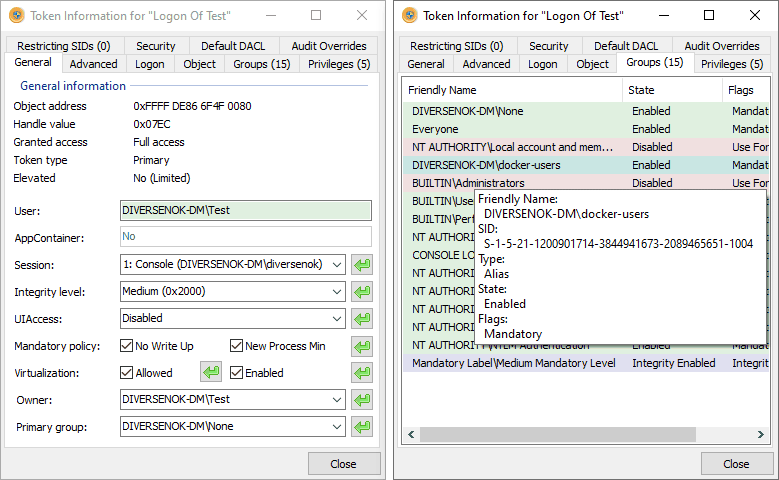 Token Information for "Logon Of Test"
Restricting SIDs (0) Security Default DACL Audit Overrides
General Advanced Logon Object Groups (15) Privileges (5)
General information
Object address 0xFFFF DE86 6F4F 0080
Handle value 0x07EC
Granted access Full access
Token type Primary
Elevated No (Limited)
User: DIVERSENOK-DM\Test
AppContainer: No
Session: 1: Console (DIVERSENOK-DM\diversenok)
Integrity level: Medium (0x2000)
UIAccess: Disabled
Mandatory policy: No Write Up New Process Min
Virtualization: Allowed Enabled
Owner: DIVERSENOK-DM\Test
Primary group: DIVERSENOK-DM\None
Close
Token Information for "Logon Of Test"
Restricting SIDs (0) Security Default DACL Audit Overrides
General Advanced Logon Object Groups (15) Privileges (5)
Friendly Name State Flags
DIVERSENOK-DM\None Enabled Mandat
Everyone Enabled Mandat
NT AUTHORITY\Local account and mem... Disabled Use For
DIVERSENOK-DM\docker-users Enabled Mandat
BUILTIN\Administrators Disabled Use For
BUILTIN\Use
BUILTIN\Perf
NT AUTHORIT
CONSOLE LO
NT AUTHORIT
NT AUTHORIT
NT AUTHORIT
NT AUTHORIT
NT AUTHORITY\NTLM Authentication Enabled Mandat
Mandatory Label\Medium Mandatory Level Integrity Enabled Integrit
Friendly Name:
DIVERSENOK-DM\docker-users
SID:
S-1-5-21-1200901714-3844941673-2089465651-1004
Type:
Alias
State:
Enabled
Flags:
Mandatory
Close